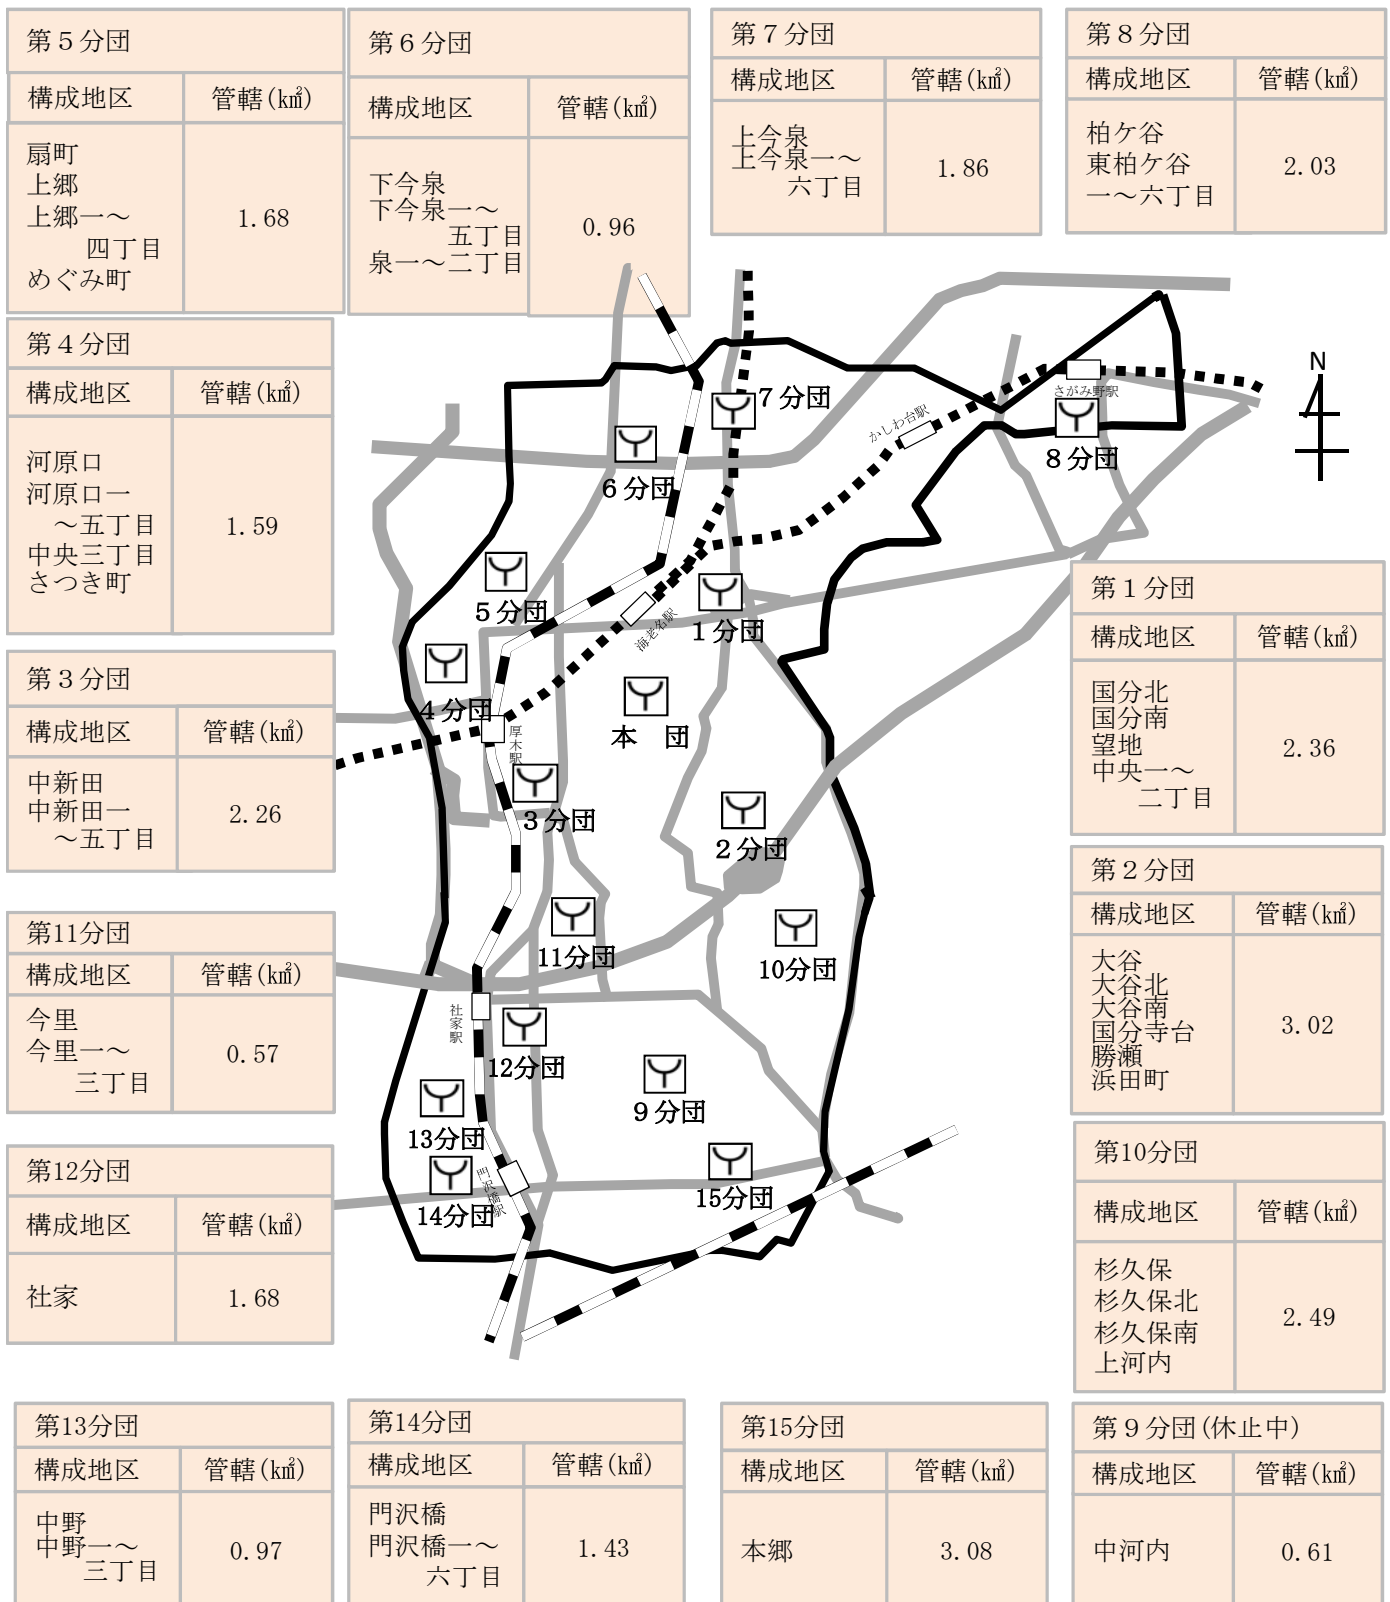 第５分団
構成地区 管轄(㎢)
扇町
上郷
上郷一～
四丁目
めぐみ町
1.68
第６分団
構成地区 管轄(㎢)
下今泉
下今泉一～
五丁目
泉一～二丁目
0.96
第７分団
構成地区 管轄(㎢)
上今泉
上今泉一～
六丁目
1.86
第８分団
構成地区 管轄(㎢)
柏ケ谷
東柏ケ谷
一～六丁目
2.03
第４分団
構成地区 管轄(㎢)
河原口
河原口一
～五丁目
中央三丁目
さつき町
1.59
第３分団
構成地区 管轄(㎢)
中新田
中新田一
～五丁目
2.26
第11分団
構成地区 管轄(㎢)
今里
今里一～
三丁目
0.57
第12分団
構成地区 管轄(㎢)
社家
1.68
N
さがみ野駅
かしわ台駅
７分団
８分団
６分団
５分団
海老名駅
１分団
４分団
厚木駅
本　団
３分団
２分団
11分団
10分団
社家駅
12分団
９分団
13分団
門沢橋駅
14分団
15分団
第１分団
構成地区 管轄(㎢)
国分北
国分南
望地
中央一～
二丁目
2.36
第２分団
構成地区 管轄(㎢)
大谷
大谷北
大谷南
国分寺台
勝瀬
浜田町
3.02
第10分団
構成地区 管轄(㎢)
杉久保
杉久保北
杉久保南
上河内
2.49
第13分団
構成地区 管轄(㎢)
中野
中野一～
三丁目
0.97
第14分団
構成地区 管轄(㎢)
門沢橋
門沢橋一～
六丁目
1.43
第15分団
構成地区 管轄(㎢)
本郷
3.08
第９分団(休止中)
構成地区 管轄(㎢)
中河内
0.61